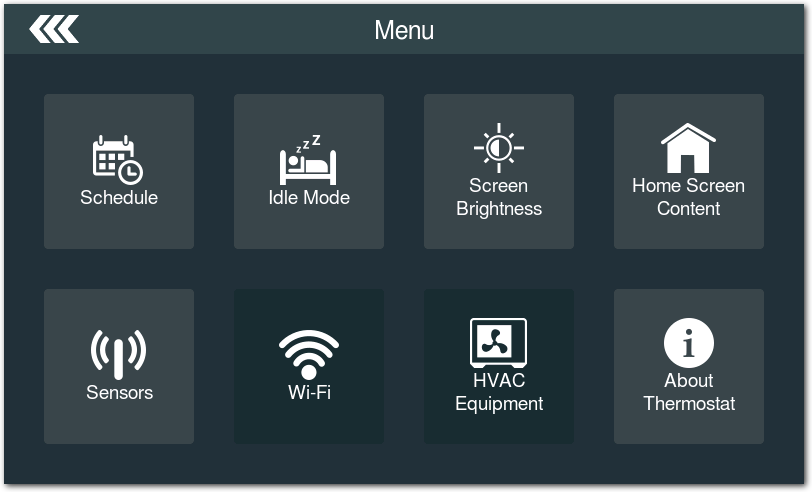 Menu
Schedule
Idle Mode
Screen
Brightness
Home Screen
Content
Sensors
Wi-Fi
HVAC
Equipment
About
Thermostat